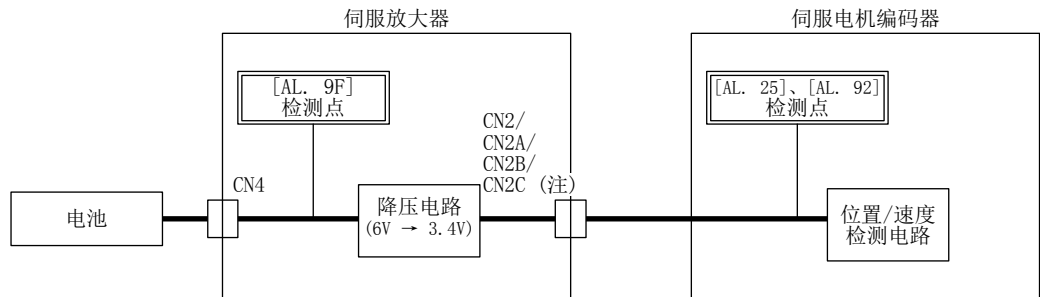 伺服放大器
伺服电机编码器
[AL. 9F]
检测点
[AL. 25]、[AL. 92]
检测点
CN2/
CN2A/
CN2B/
CN2C (注)
CN4
电池
降压电路
(6V → 3.4V)
位置/速度
检测电路